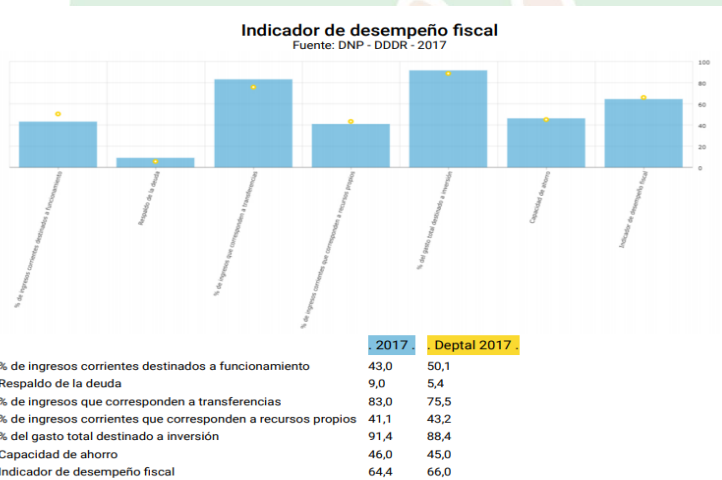 Indicador de desempeño fiscal
Fuente: DNP - DDDR - 2017
100
80
60
40
20
0
% de ingresos corrientes destinados a funcionamiento
Respaldo de la deuda
% de ingresos que corresponden a transferencias
% de ingresos corrientes que corresponden a recursos propios
% del gasto total destinado a inversión
Capacidad de ahorro
Indicador de desempeño fiscal
. 2017 . . Deptal 2017 .
% de ingresos corrientes destinados a funcionamiento 43,0 50,1
Respaldo de la deuda 9,0 5,4
% de ingresos que corresponden a transferencias 83,0 75,5
% de ingresos corrientes que corresponden a recursos propios 41,1 43,2
% del gasto total destinado a inversión 91,4 88,4
Capacidad de ahorro 46,0 45,0
Indicador de desempeño fiscal 64,4 66,0